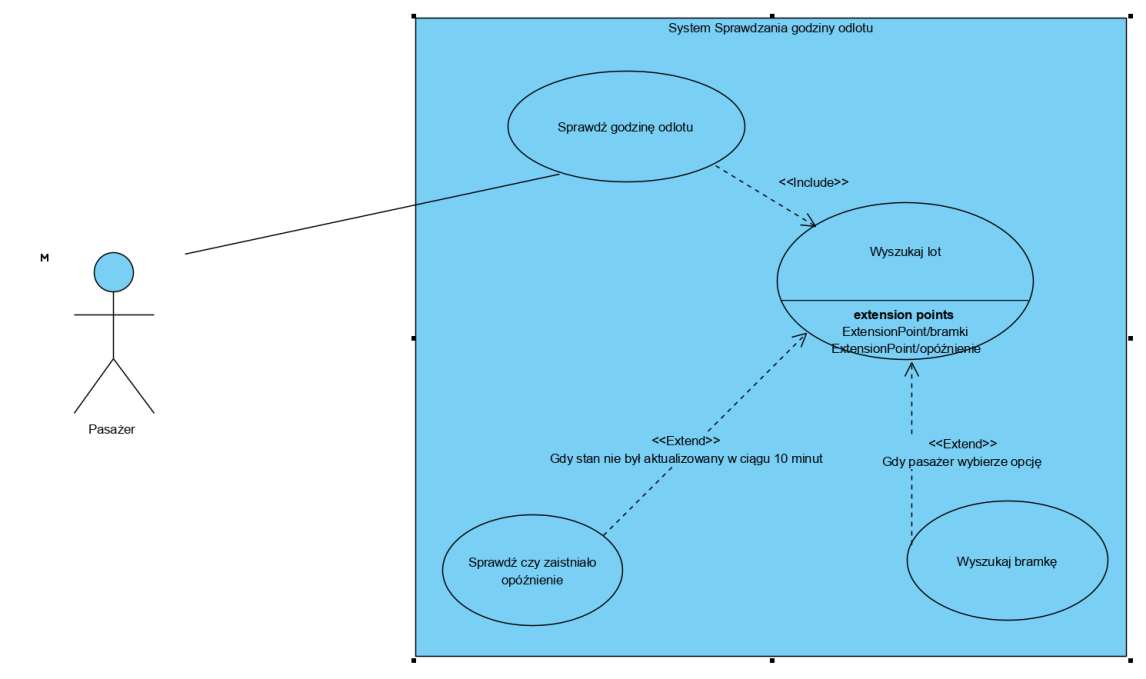 System Sprawdzania godziny odlotu
Sprawdź godzinę odlotu
<<Include>>
Wyszukaj lot
M
extension points
ExtensionPoint/bramki
ExtensionPoint/opóźnienie
Pasażer
<<Extend>>
Gdy stan nie był aktualizowany w ciągu 10 minut
<<Extend>>
Gdy pasażer wybierze opcję
Sprawdź czy zaistniało
opóźnienie
Wyszukaj bramkę